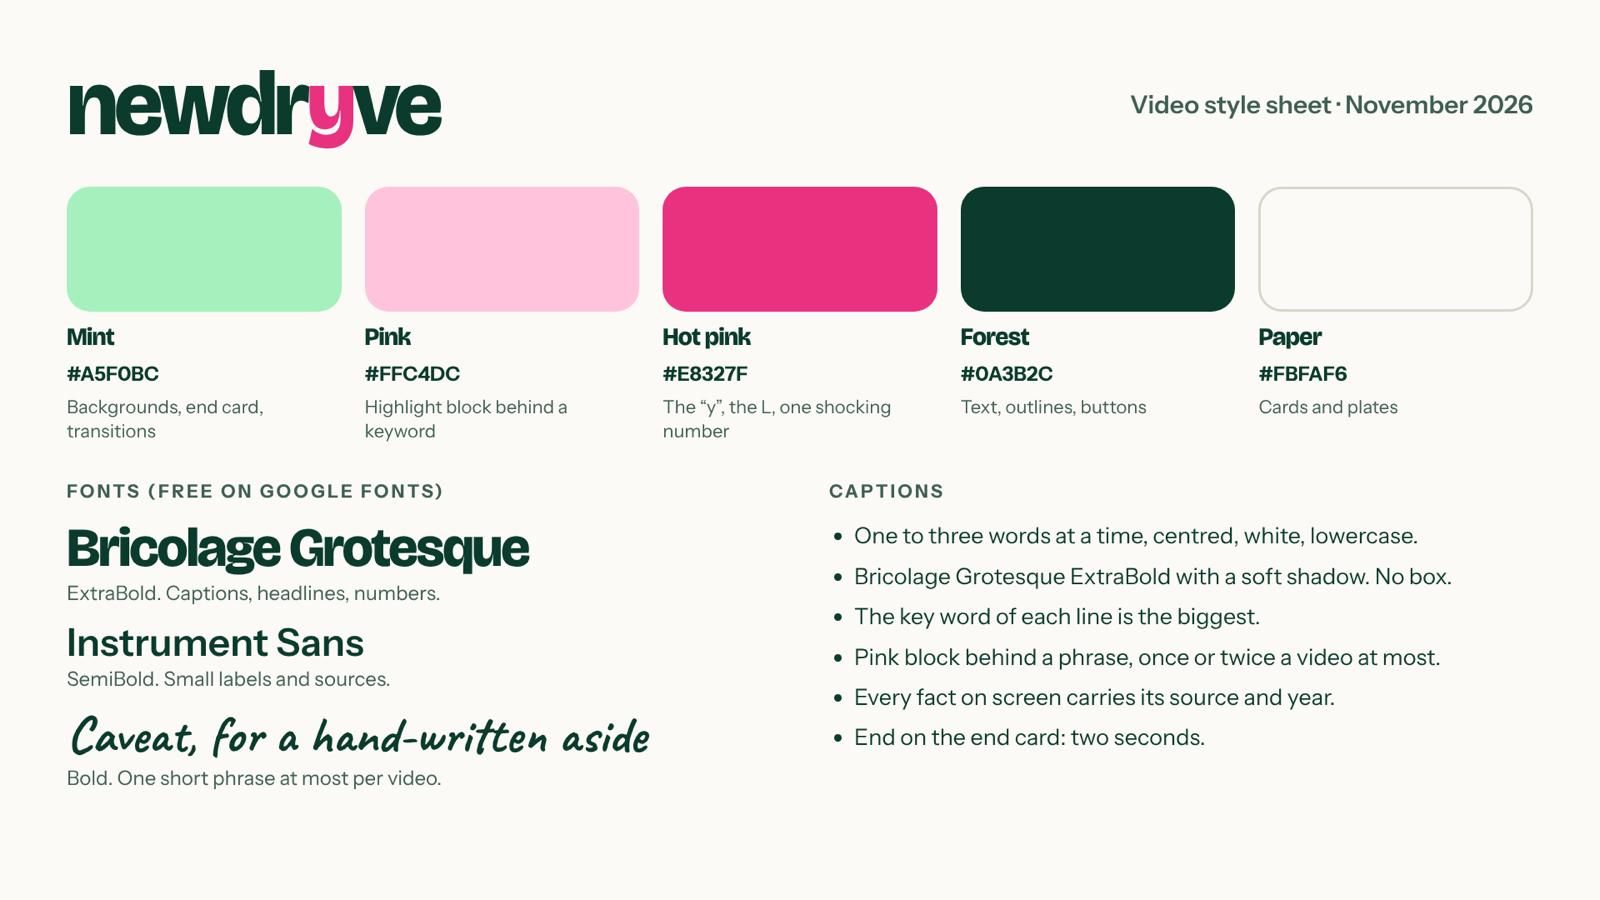 newdryve
Video style sheet · November 2026
Mint
#A5F0BC
Backgrounds, end card,
transitions
Pink
#FFC4DC
Highlight block behind a
keyword
Hot pink
#E8327F
The “y”, the L, one shocking
number
Forest
#0A3B2C
Text, outlines, buttons
Paper
#FBFAF6
Cards and plates
FONTS (FREE ON GOOGLE FONTS)
Bricolage Grotesque
ExtraBold. Captions, headlines, numbers.
Instrument Sans
SemiBold. Small labels and sources.
Caveat, for a hand-written aside
Bold. One short phrase at most per video.
CAPTIONS
• One to three words at a time, centred, white, lowercase.
• Bricolage Grotesque ExtraBold with a soft shadow. No box.
• The key word of each line is the biggest.
• Pink block behind a phrase, once or twice a video at most.
• Every fact on screen carries its source and year.
• End on the end card: two seconds.